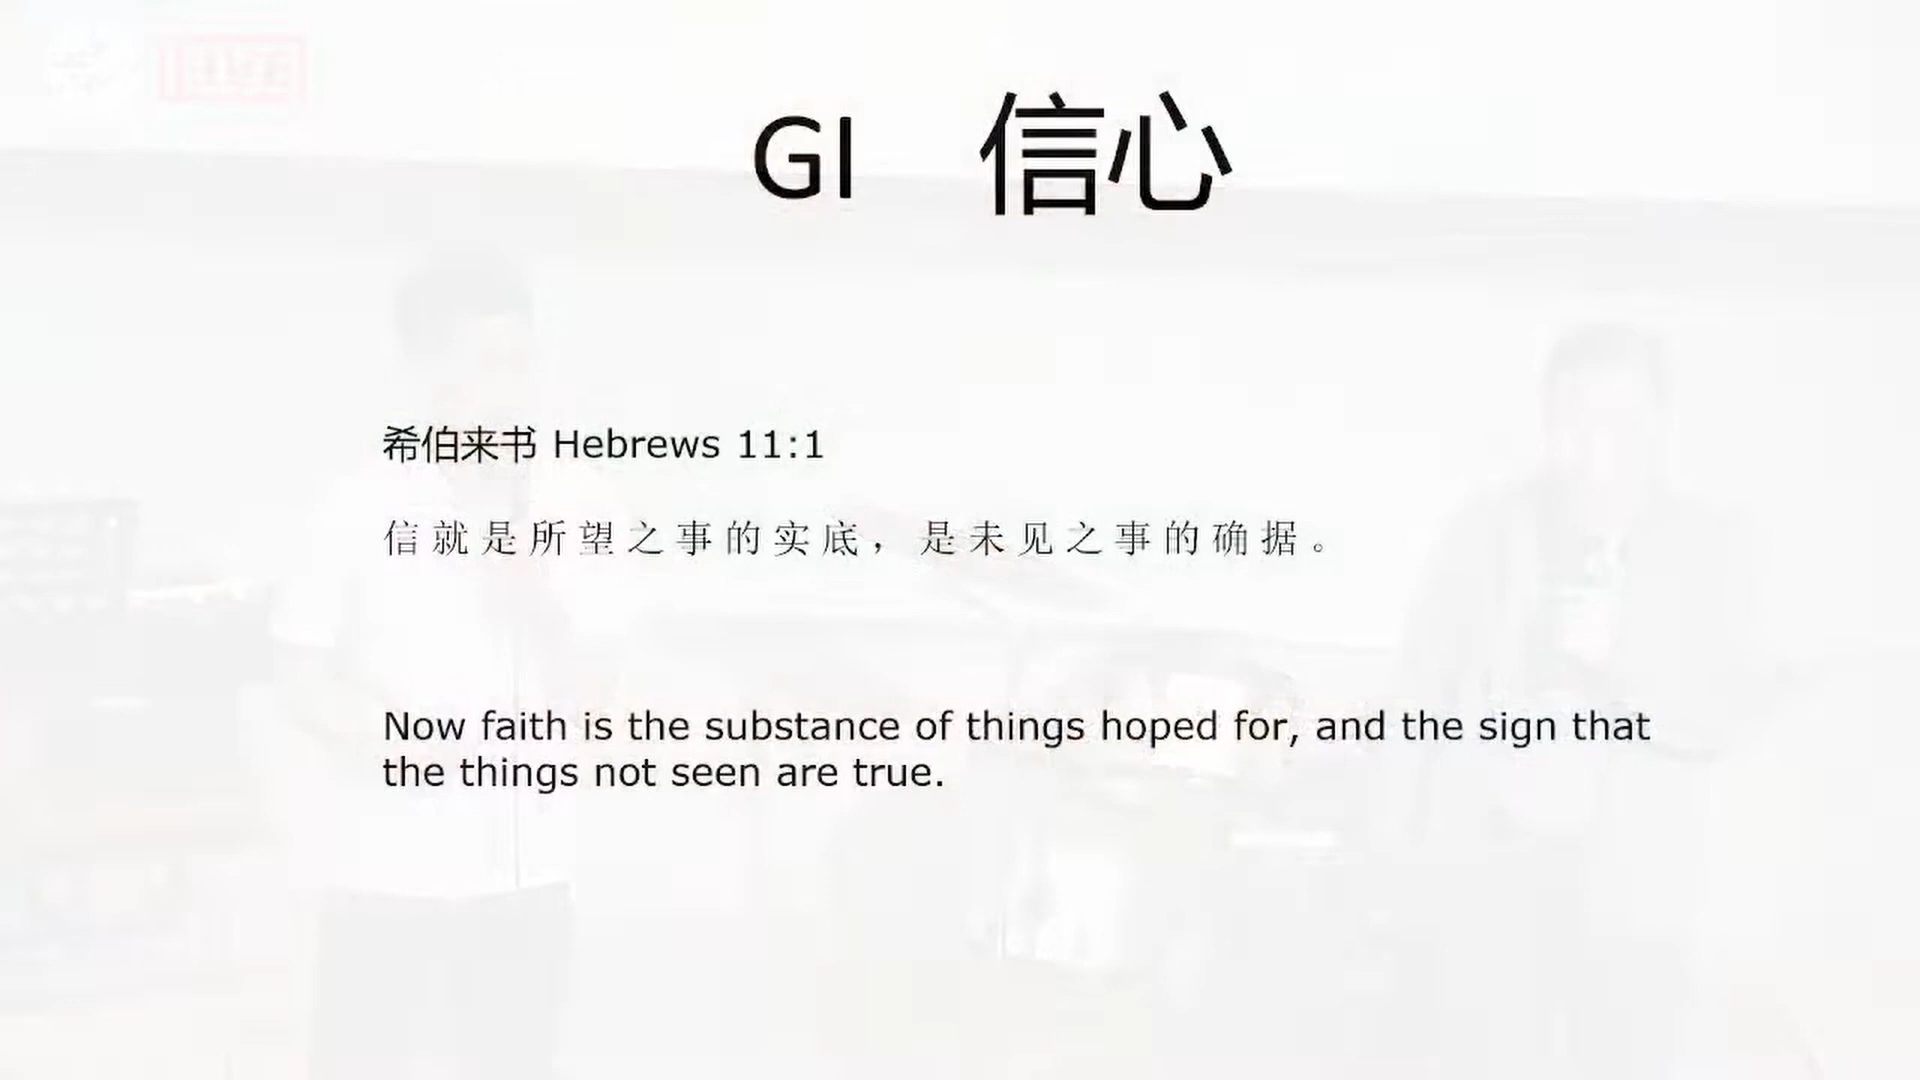 GI 信心
希伯来书 Hebrews 11:1
信就是所望之事的实底，是未见之事的确据。
Now faith is the substance of things hoped for, and the sign that
the things not seen are true.